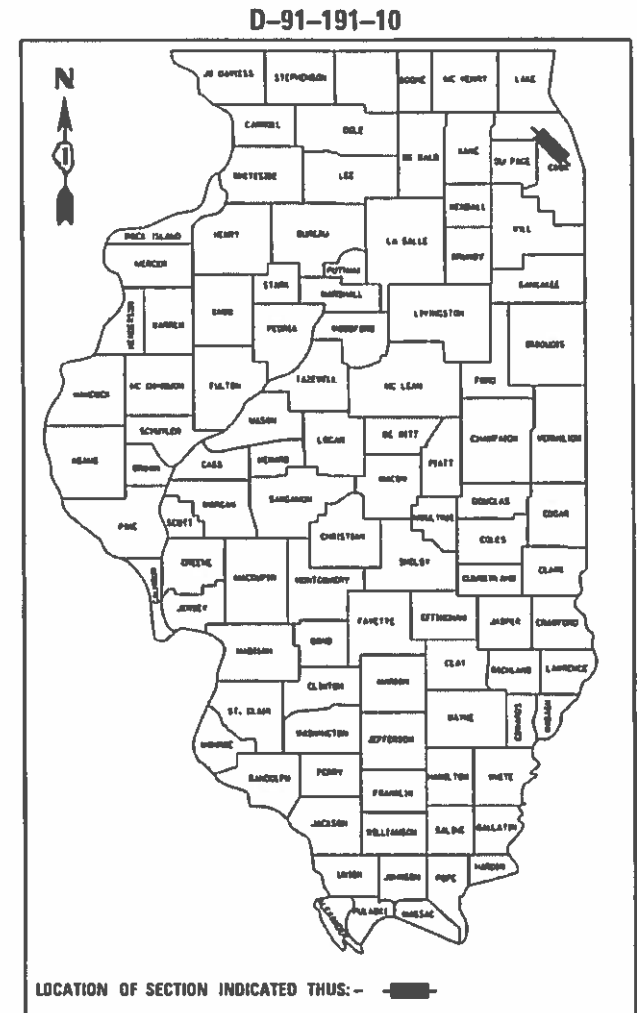 D-91-191-10
N
JO DAVIESS STEPHENSON BOONE MC HENRY LAKE
CARROLL OGLE DE KALB KANE DU PAGE COOK
WHITESIDE LEE
KENDALL WILL
ROCK ISLAND HENRY BUREAU LA SALLE GRUNDY
MERCER PUTNAM KANKAKEE
STARK MARSHALL LIVINGSTON
HENDERSON WARREN KNOX PEORIA WOODFORD IROQUOIS
HANCOCK MC DONOUGH FULTON TAZEWELL MC LEAN FORD
MASON
SCHUYLER LOGAN DE WITT CHAMPAIGN VERMILION
ADAMS BROWN CASS MENARD MACON PIATT
MORGAN SANGAMON DOUGLAS EDGAR
PIKE SCOTT CHRISTIAN MOULTRIE COLES
GREENE MACOUPIN MONTGOMERY SHELBY CUMBERLAND CLARK
CALHOUN JERSEY
FAYETTE EFFINGHAM JASPER CRAWFORD
MADISON BOND CLAY RICHLAND LAWRENCE
CLINTON MARION
ST. CLAIR WAYNE EDWARDS WABASH
MONROE WASHINGTON JEFFERSON
RANDOLPH PERRY HAMILTON WHITE
FRANKLIN
JACKSON WILLIAMSON SALINE GALLATIN
UNION JOHNSON POPE HARDIN
ALEXANDER PULASKI MASSAC
LOCATION OF SECTION INDICATED THUS: -